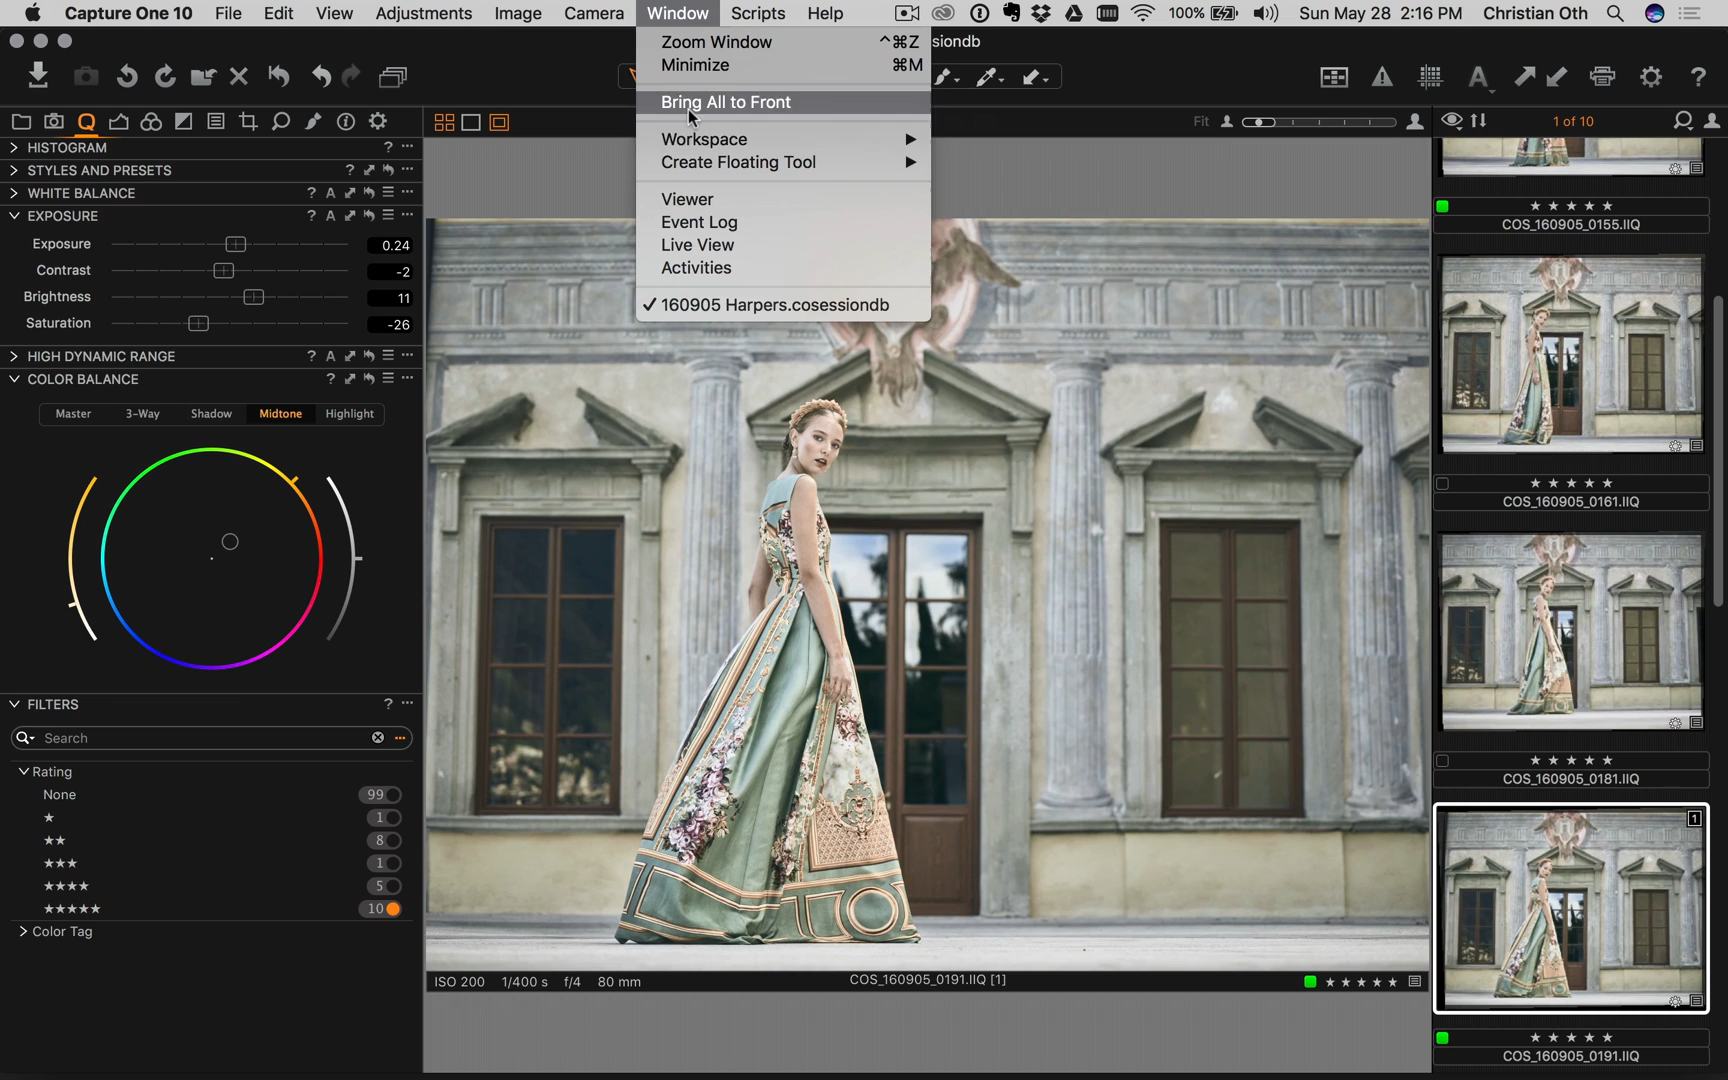 Capture One 10 File Edit View Adjustments Image Camera Window Scripts Help 100% Sun May 28 2:16 PM Christian Oth
siondb
Zoom Window ^⌘Z
Minimize ⌘M
Bring All to Front
Workspace
Create Floating Tool
Viewer
Event Log
Live View
Activities
✓ 160905 Harpers.cosessiondb
Fit
1 of 10
HISTOGRAM ? ...
STYLES AND PRESETS ? ...
WHITE BALANCE ? A ...
EXPOSURE ? A ...
Exposure 0.24
Contrast -2
Brightness 11
Saturation -26
HIGH DYNAMIC RANGE ? A ...
COLOR BALANCE ? ...
Master 3-Way Shadow Midtone Highlight
FILTERS ? ...
Search
Rating
None 99
★ 1
★★ 8
★★★ 1
★★★★ 5
★★★★★ 10
Color Tag
ISO 200 1/400 s f/4 80 mm COS_160905_0191.IIQ [1] ★★★★★
★★★★★
COS_160905_0155.IIQ
★★★★★
COS_160905_0161.IIQ
★★★★★
COS_160905_0181.IIQ
1
★★★★★
COS_160905_0191.IIQ